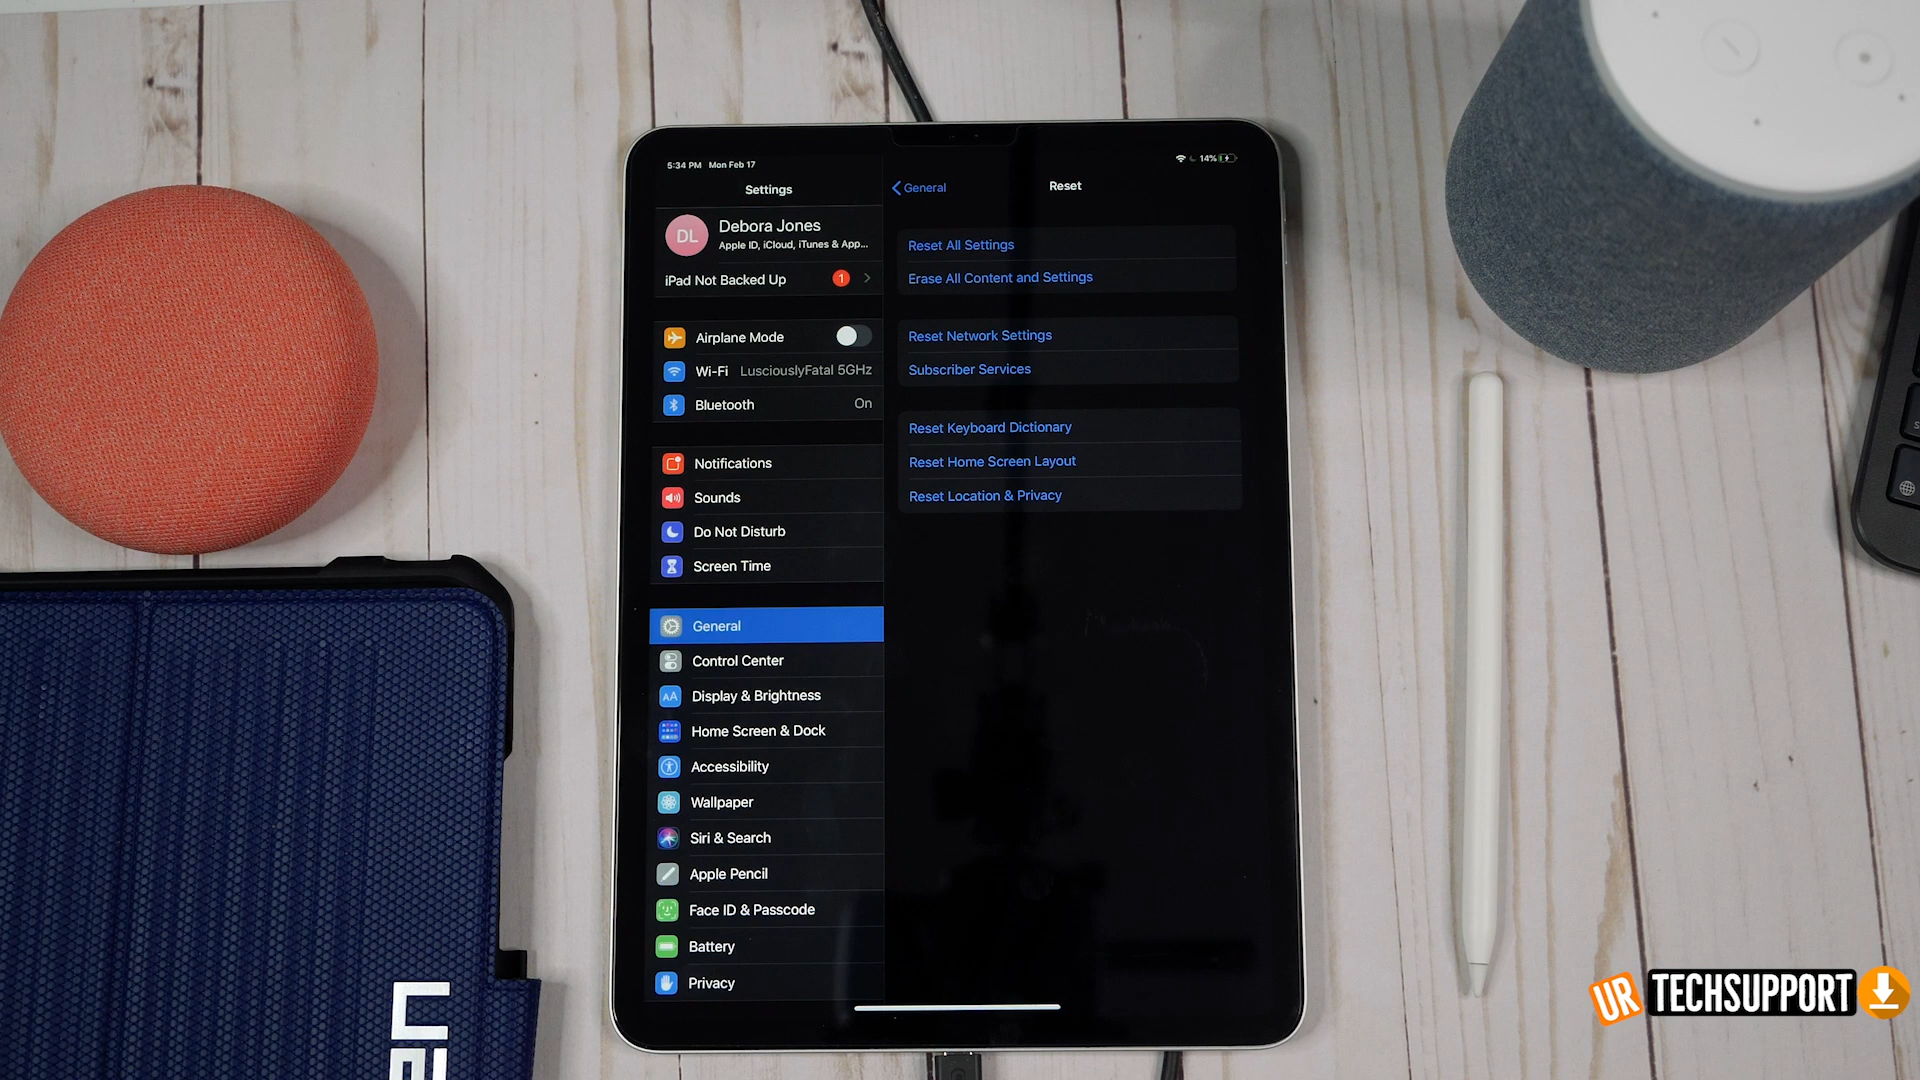 5:34 PM Mon Feb 17
14%
Settings
DL
Debora Jones
Apple ID, iCloud, iTunes & App...
iPad Not Backed Up 1
Airplane Mode
Wi-Fi LusciouslyFatal 5GHz
Bluetooth On
Notifications
Sounds
Do Not Disturb
Screen Time
General
Control Center
AA Display & Brightness
Home Screen & Dock
Accessibility
Wallpaper
Siri & Search
Apple Pencil
Face ID & Passcode
Battery
Privacy
General
Reset
Reset All Settings
Erase All Content and Settings
Reset Network Settings
Subscriber Services
Reset Keyboard Dictionary
Reset Home Screen Layout
Reset Location & Privacy
UR TECHSUPPORT